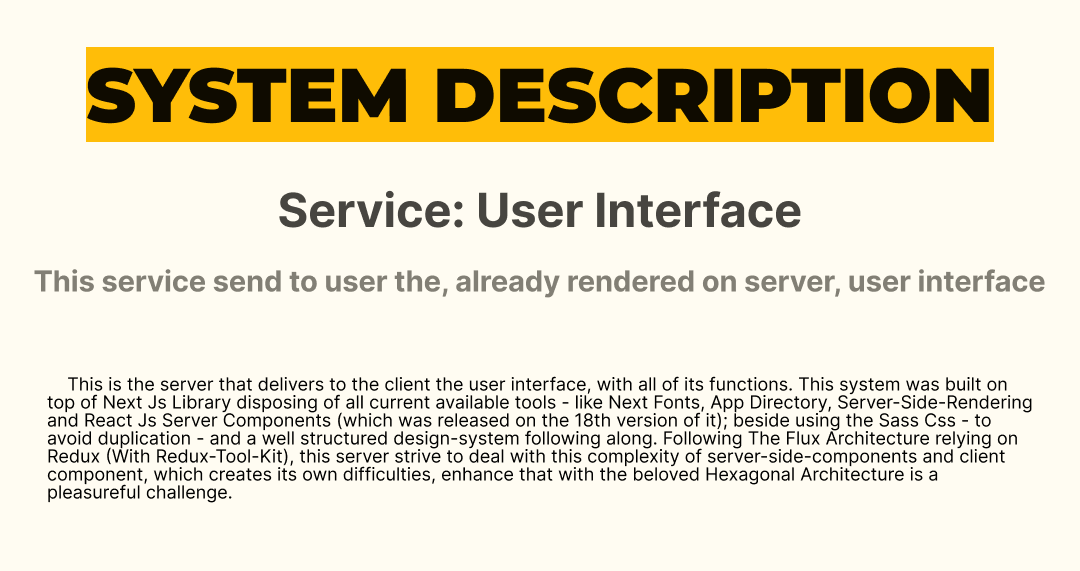 SYSTEM DESCRIPTION
Service: User Interface
This service send to user the, already rendered on server, user interface
This is the server that delivers to the client the user interface, with all of its functions. This system was built on
top of Next Js Library disposing of all current available tools - like Next Fonts, App Directory, Server-Side-Rendering
and React Js Server Components (which was released on the 18th version of it); beside using the Sass Css - to
avoid duplication - and a well structured design-system following along. Following The Flux Architecture relying on
Redux (With Redux-Tool-Kit), this server strive to deal with this complexity of server-side-components and client
component, which creates its own difficulties, enhance that with the beloved Hexagonal Architecture is a
pleasureful challenge.